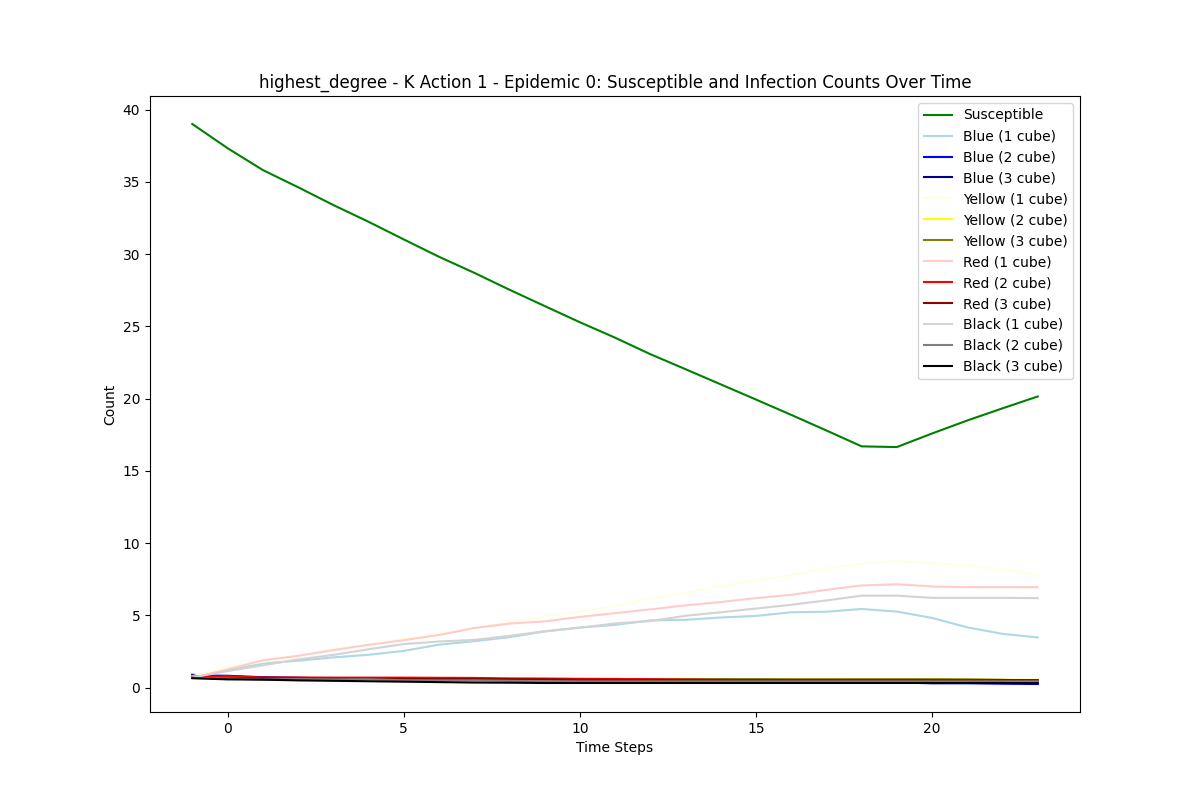 highest_degree - K Action 1 - Epidemic 0: Susceptible and Infection Counts Over Time
40
35
30
25
20
15
10
5
0
Count
Susceptible
Blue (1 cube)
Blue (2 cube)
Blue (3 cube)
Yellow (1 cube)
Yellow (2 cube)
Yellow (3 cube)
Red (1 cube)
Red (2 cube)
Red (3 cube)
Black (1 cube)
Black (2 cube)
Black (3 cube)
0 5 10 15 20
Time Steps